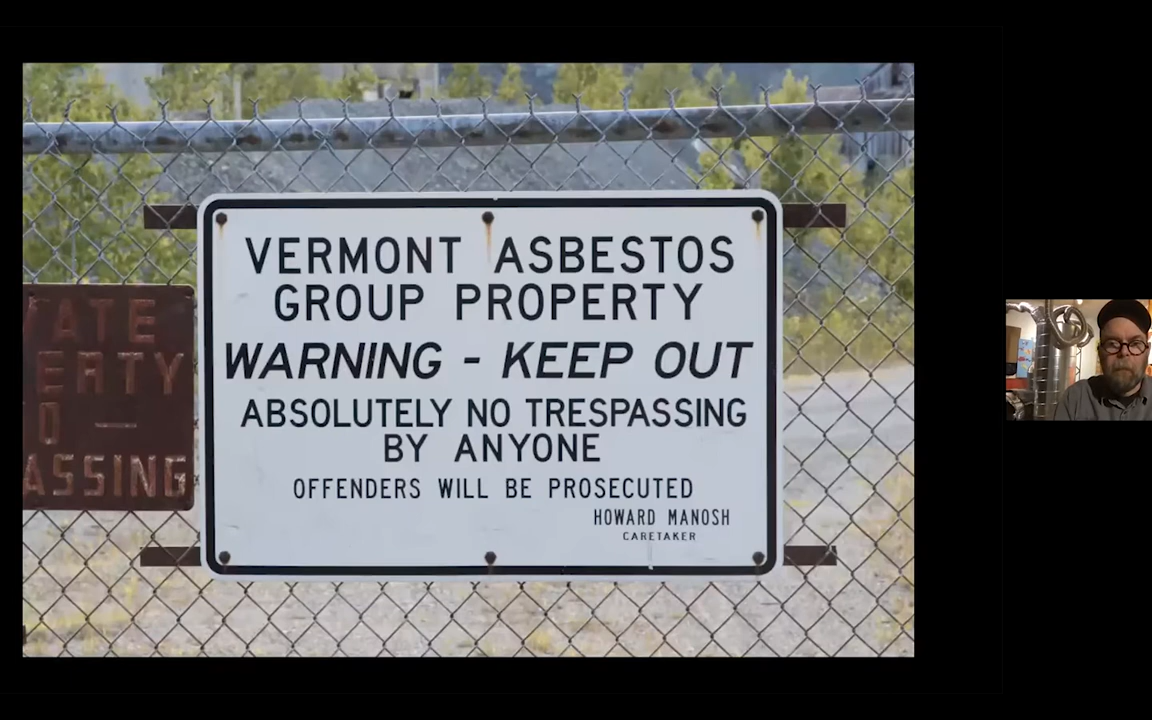 VERMONT ASBESTOS
GROUP PROPERTY
WARNING - KEEP OUT
ABSOLUTELY NO TRESPASSING
BY ANYONE
OFFENDERS WILL BE PROSECUTED
HOWARD MANOSH
CARETAKER